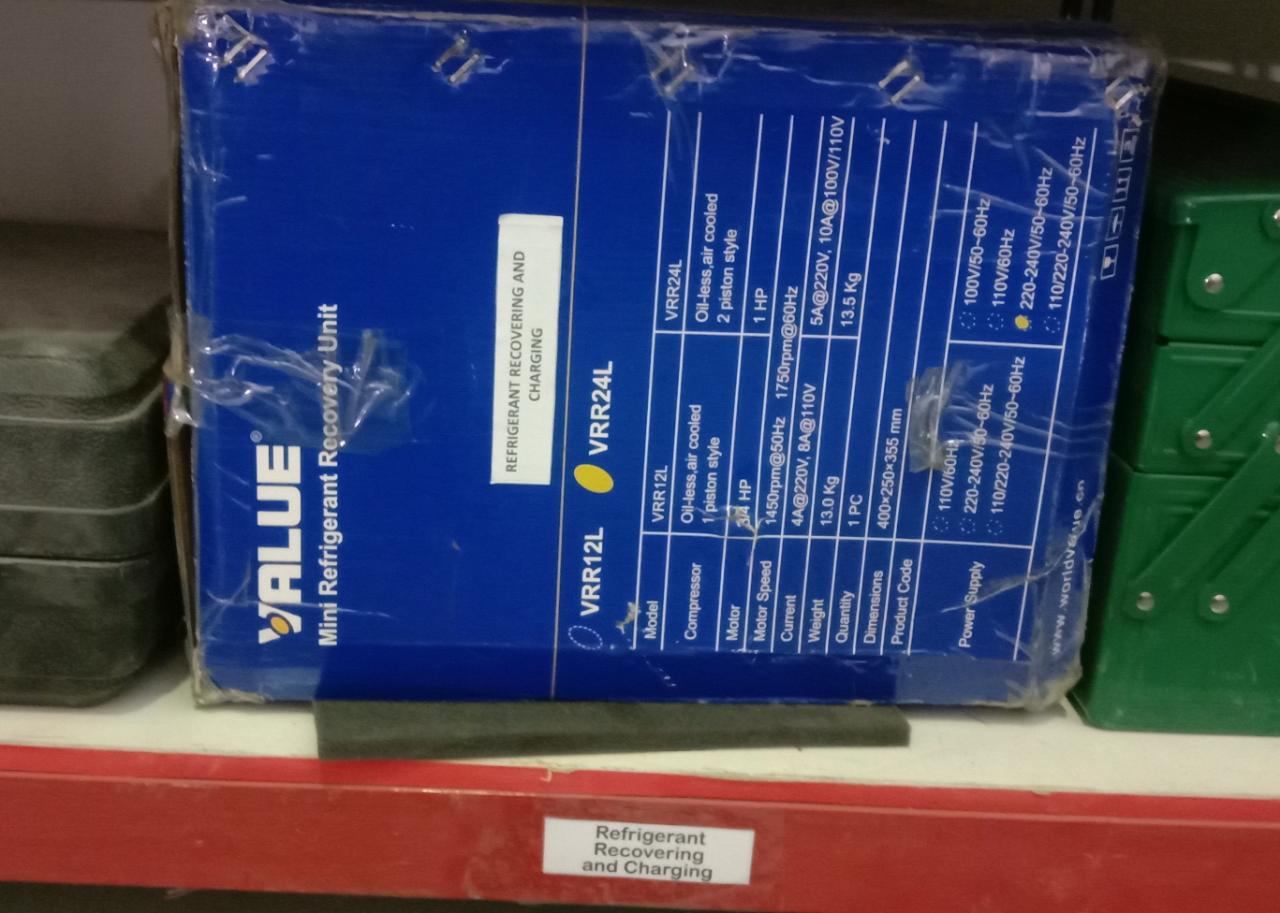 VALUE®
Mini Refrigerant Recovery Unit
REFRIGERANT RECOVERING AND
CHARGING
VRR12L VRR24L
Model VRR12L VRR24L
Compressor Oil-less,air cooled 1 piston style Oil-less,air cooled 2 piston style
Motor 3/4 HP 1 HP
Motor Speed 1450rpm@50Hz 1750rpm@60Hz
Current 4A@220V, 8A@110V 5A@220V, 10A@100V/110V
Weight 13.0 Kg 13.5 Kg
Quantity 1 PC
Dimensions 400×250×355 mm
Product Code
Power Supply
110V/60Hz
220-240V/50~60Hz
110/220-240V/50~60Hz
100V/50~60Hz
110V/60Hz
220-240V/50~60Hz
110/220-240V/50~60Hz
www.worldvalue.cn
Refrigerant
Recovering
and Charging